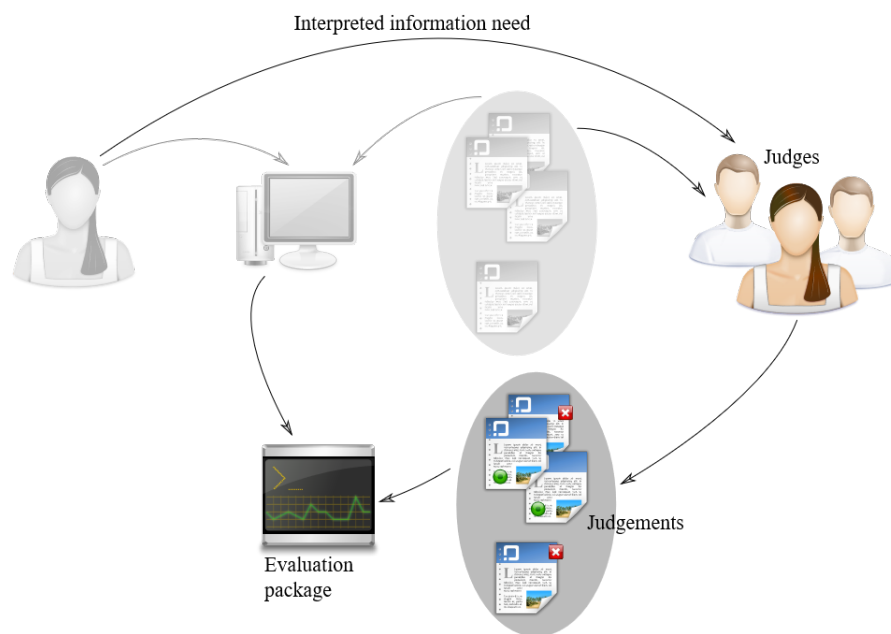 Interpreted information need
Judges
Judgements
Evaluation
package